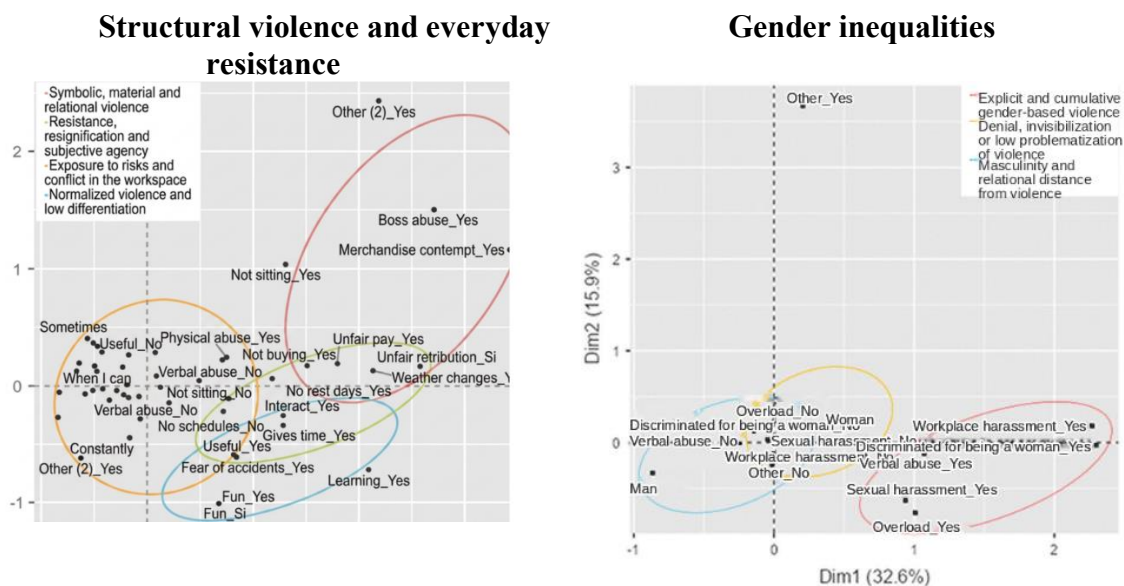 Structural violence and everyday
resistance
Symbolic, material and
relational violence
Resistance,
resignification and
subjective agency
Exposure to risks and
conflict in the workspace
Normalized violence and
low differentiation
Other (2)_Yes
2
Boss abuse_Yes
Merchandise contempt_Yes
1
Not sitting_Yes
Sometimes
Useful_No
Physical abuse_Yes
Unfair pay_Yes
Not buying_Yes
Unfair retribution_Si
When I can
Verbal abuse_No
Weather changes_Y
0
Not sitting_No
No rest days_Yes
Verbal abuse_No
Interact_Yes
No schedules_No
Gives time_Yes
Constantly
Useful_Yes
Other (2)_Yes
Fear of accidents_Yes
Learning_Yes
Fun_Yes
-1
Fun_Si
Gender inequalities
Other_Yes
Explicit and cumulative
gender-based violence
Denial, invisibilization
or low problematization
of violence
Masculinity and
relational distance
from violence
3
2
1
0
Dim2 (15.9%)
Overload_No
Discriminated for being a woman_No
Woman
Workplace harassment_Yes
Verbal abuse_No
Sexual harassment_No
Discriminated for being a woman_Yes
Workplace harassment_No
Verbal abuse_Yes
Other_No
Man
Sexual harassment_Yes
Overload_Yes
-1
0
1
2
Dim1 (32.6%)